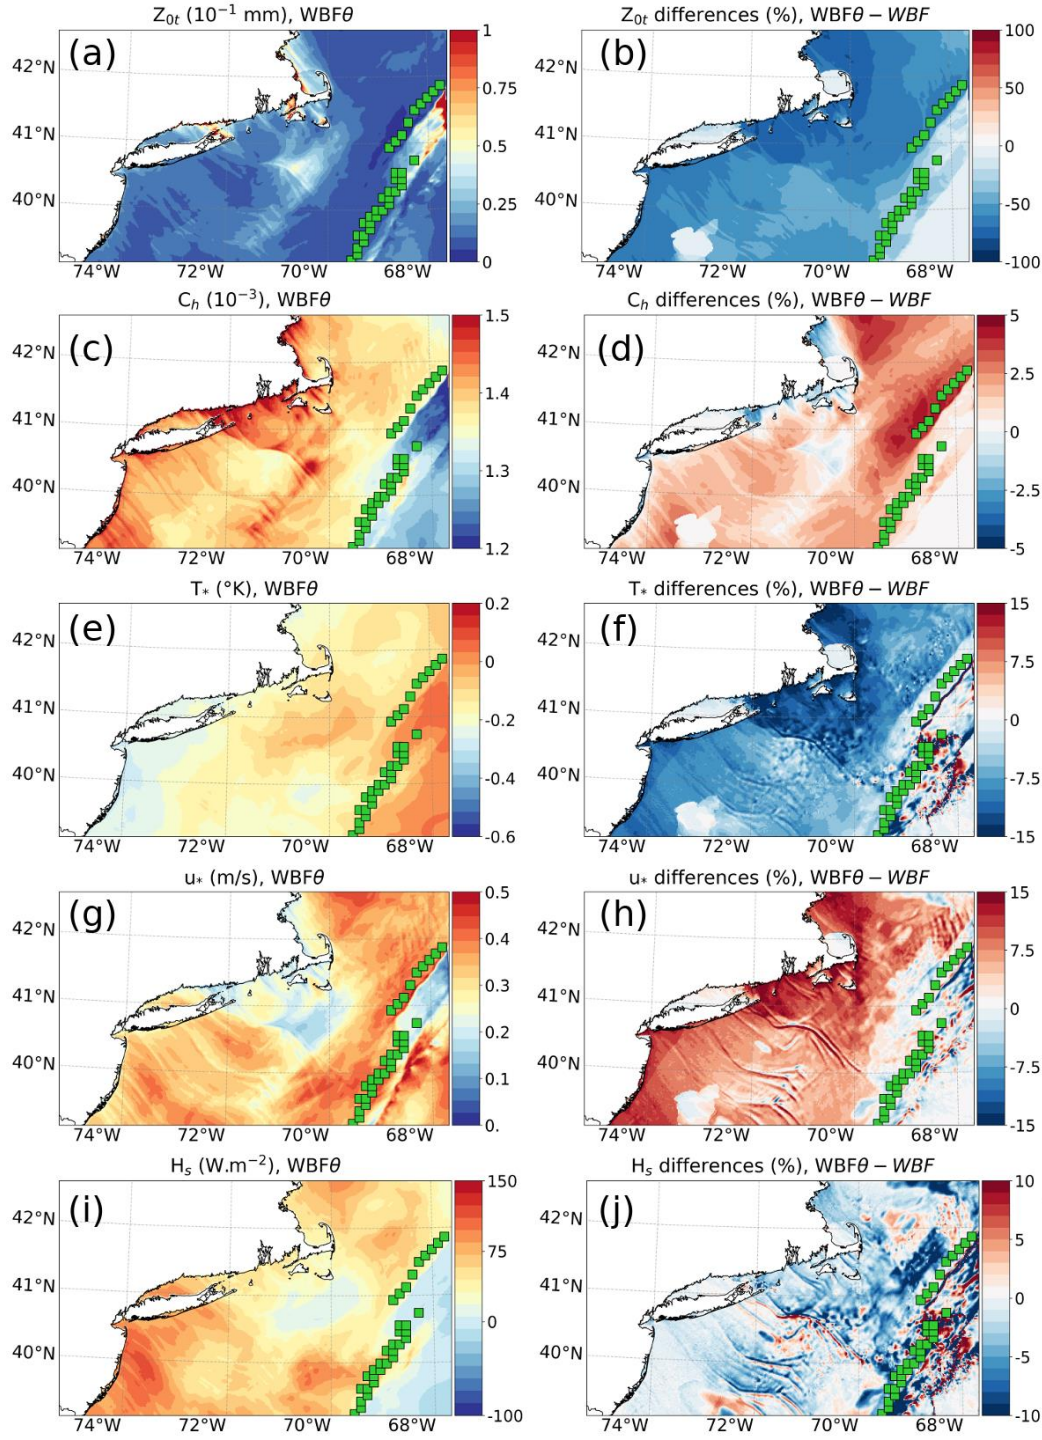 Z₀ₜ (10⁻¹ mm), WBFθ
Z₀ₜ differences (%), WBFθ − WBF
(a)
(b)
42°N
41°N
40°N
74°W 72°W 70°W 68°W
1
0.75
0.5
0.25
0
42°N
41°N
40°N
74°W 72°W 70°W 68°W
100
50
0
-50
-100
Cₕ (10⁻³), WBFθ
Cₕ differences (%), WBFθ − WBF
(c)
(d)
42°N
41°N
40°N
74°W 72°W 70°W 68°W
1.5
1.4
1.3
1.2
42°N
41°N
40°N
74°W 72°W 70°W 68°W
5
2.5
0
-2.5
-5
T* (°K), WBFθ
T* differences (%), WBFθ − WBF
(e)
(f)
42°N
41°N
40°N
74°W 72°W 70°W 68°W
0.2
0
-0.2
-0.4
-0.6
42°N
41°N
40°N
74°W 72°W 70°W 68°W
15
7.5
0
-7.5
-15
u* (m/s), WBFθ
u* differences (%), WBFθ − WBF
(g)
(h)
42°N
41°N
40°N
74°W 72°W 70°W 68°W
0.5
0.4
0.3
0.2
0.1
0.
42°N
41°N
40°N
74°W 72°W 70°W 68°W
15
7.5
0
-7.5
-15
Hₛ (W.m⁻²), WBFθ
Hₛ differences (%), WBFθ − WBF
(i)
(j)
42°N
41°N
40°N
74°W 72°W 70°W 68°W
150
75
0
-100
42°N
41°N
40°N
74°W 72°W 70°W 68°W
10
5
0
-5
-10